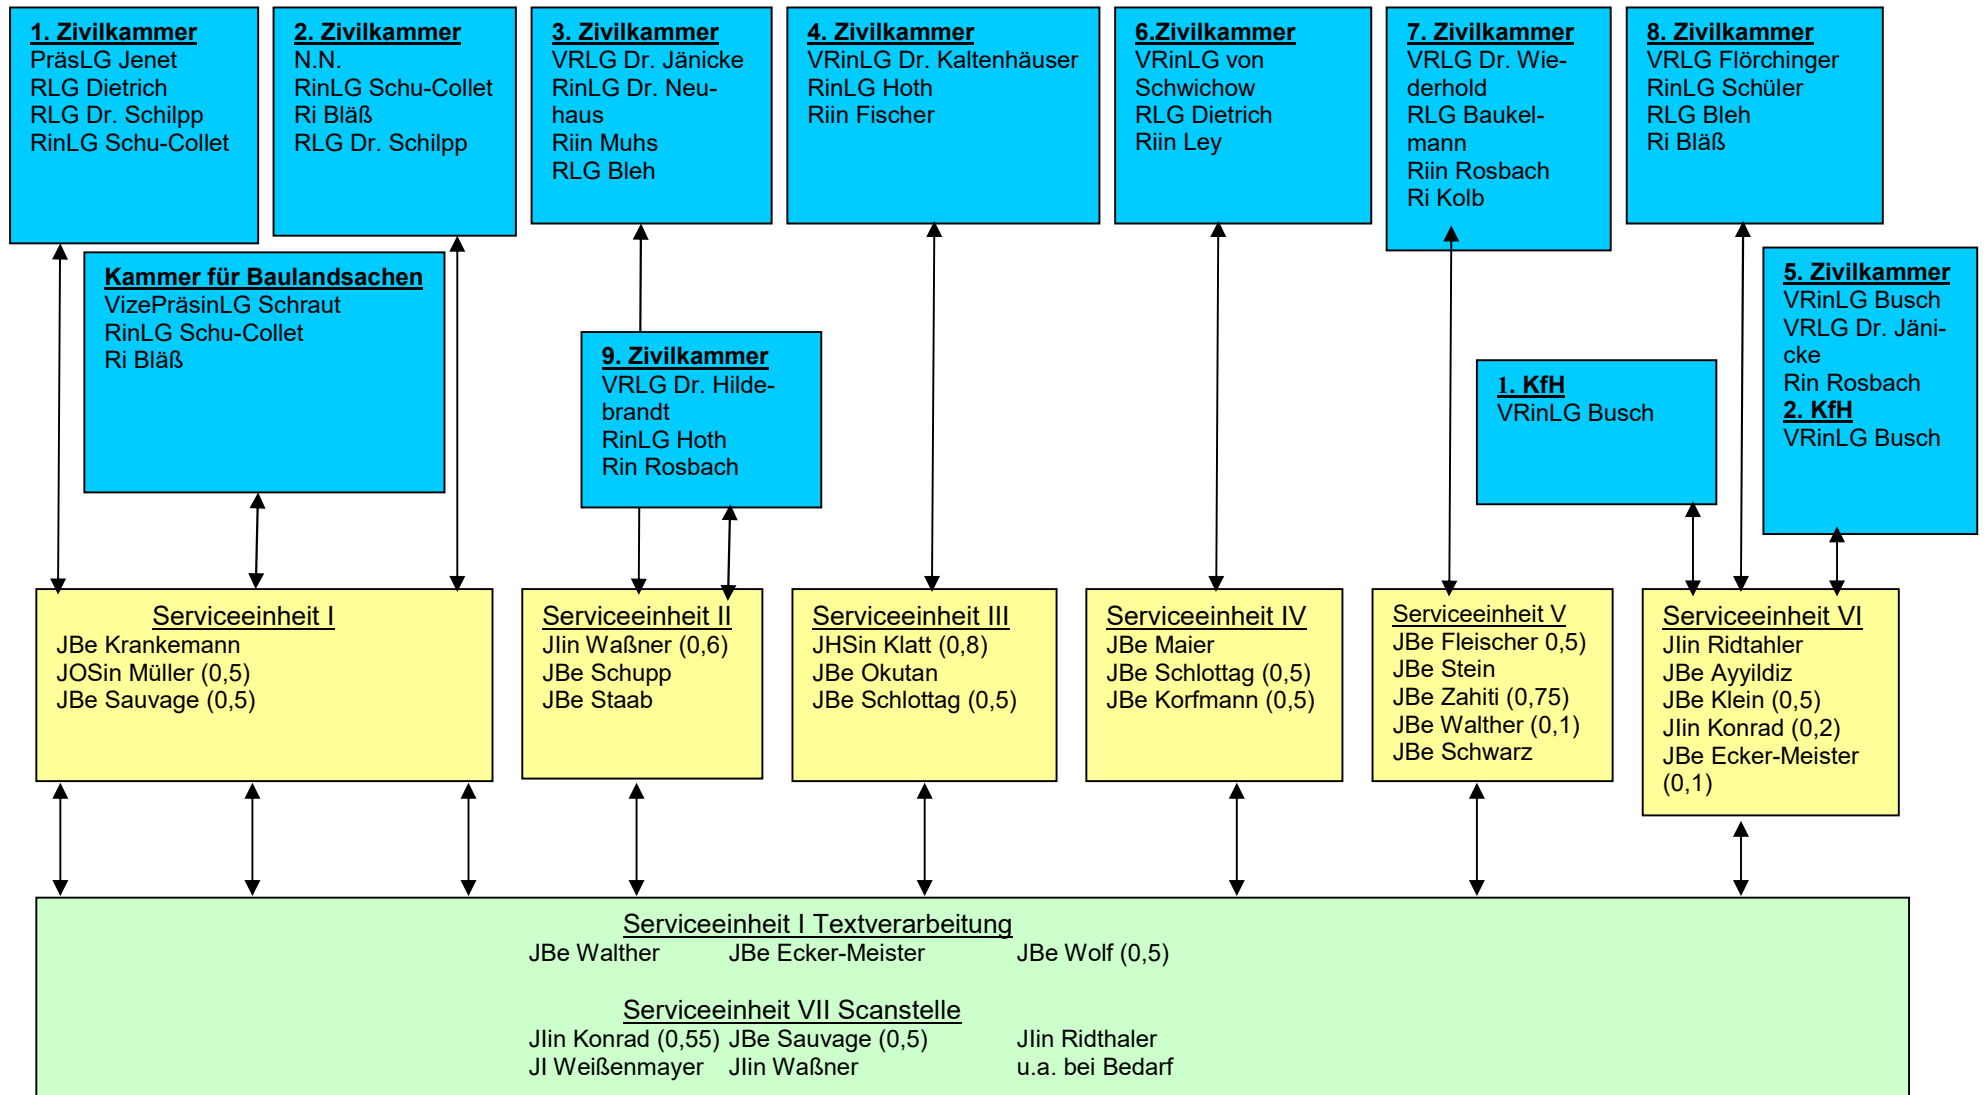 1. Zivilkammer
PräsLG Jenet
RLG Dietrich
RLG Dr. Schilpp
RinLG Schu-Collet
2. Zivilkammer
N.N.
RinLG Schu-Collet
Ri Bläß
RLG Dr. Schilpp
3. Zivilkammer
VRLG Dr. Jänicke
RinLG Dr. Neu-
haus
Riin Muhs
RLG Bleh
4. Zivilkammer
VRinLG Dr. Kaltenhäuser
RinLG Hoth
Riin Fischer
6.Zivilkammer
VRinLG von
Schwichow
RLG Dietrich
Riin Ley
7. Zivilkammer
VRLG Dr. Wie-
derhold
RLG Baukel-
mann
Riin Rosbach
Ri Kolb
8. Zivilkammer
VRLG Flörchinger
RinLG Schüler
RLG Bleh
Ri Bläß
Kammer für Baulandsachen
VizePräsinLG Schraut
RinLG Schu-Collet
Ri Bläß
9. Zivilkammer
VRLG Dr. Hilde-
brandt
RinLG Hoth
Rin Rosbach
1. KfH
VRinLG Busch
5. Zivilkammer
VRinLG Busch
VRLG Dr. Jäni-
cke
Rin Rosbach
2. KfH
VRinLG Busch
Serviceeinheit I
JBe Krankemann
JOSin Müller (0,5)
JBe Sauvage (0,5)
Serviceeinheit II
JIin Waßner (0,6)
JBe Schupp
JBe Staab
Serviceeinheit III
JHSin Klatt (0,8)
JBe Okutan
JBe Schlottag (0,5)
Serviceeinheit IV
JBe Maier
JBe Schlottag (0,5)
JBe Korfmann (0,5)
Serviceeinheit V
JBe Fleischer 0,5)
JBe Stein
JBe Zahiti (0,75)
JBe Walther (0,1)
JBe Schwarz
Serviceeinheit VI
JIin Ridtahler
JBe Ayyildiz
JBe Klein (0,5)
JIin Konrad (0,2)
JBe Ecker-Meister
(0,1)
Serviceeinheit I Textverarbeitung
JBe Walther JBe Ecker-Meister JBe Wolf (0,5)
Serviceeinheit VII Scanstelle
JIin Konrad (0,55) JBe Sauvage (0,5) JIin Ridthaler
JI Weißenmayer JIin Waßner u.a. bei Bedarf